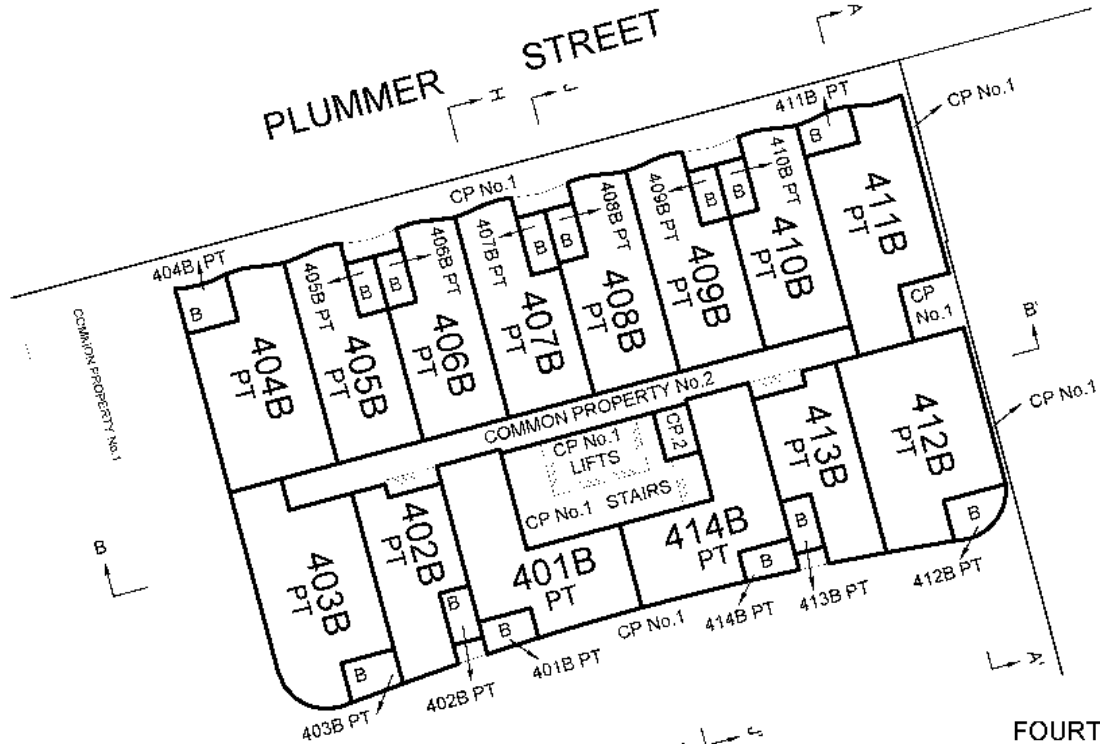 PLUMMER STREET
H
J
A
411B PT
CP No.1
CP No.1
404B PT
B
405B PT
B
B
406B PT
407B PT
B
B
408B PT
409B PT
B
B
410B PT
B
404B
PT
405B
PT
406B
PT
407B
PT
408B
PT
409B
PT
410B
PT
411B
PT
CP
No.1
B'
COMMON PROPERTY No.1
COMMON PROPERTY No.2
CP No.1
LIFTS
CP 2
CP No.1 STAIRS
CP No.1
B
403B
PT
402B
PT
401B
PT
414B
PT
413B
PT
412B
PT
B
B
B
B
B
B
403B PT
402B PT
401B PT
CP No.1
414B PT
413B PT
412B PT
A'
J'
FOURT